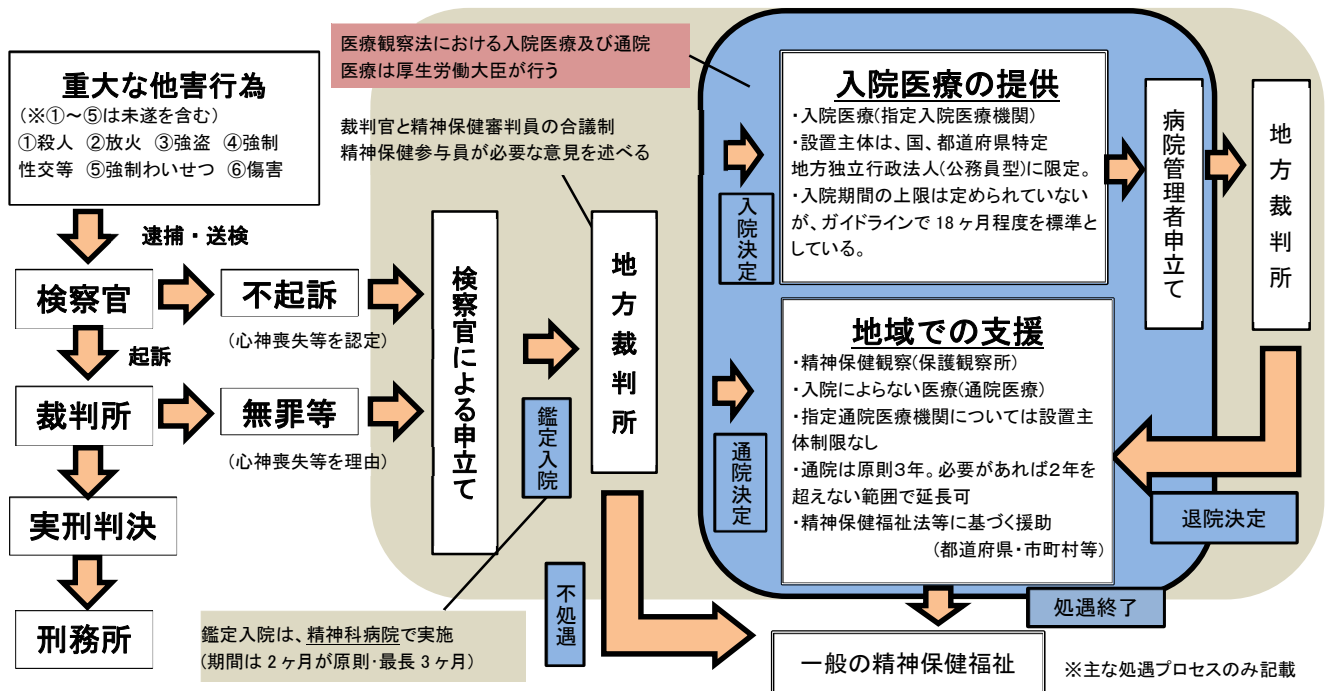 重大な他害行為
(※①～⑤は未遂を含む)
①殺人 ②放火 ③強盗 ④強制
性交等 ⑤強制わいせつ ⑥傷害
逮捕・送検
検察官
起訴
裁判所
実刑判決
刑務所
不起訴
(心神喪失等を認定)
無罪等
(心神喪失等を理由)
検察官による申立て
鑑定入院
鑑定入院は、精神科病院で実施
(期間は２ヶ月が原則・最長３ヶ月)
裁判官と精神保健審判員の合議制
精神保健参与員が必要な意見を述べる
地方裁判所
不処遇
医療観察法における入院医療及び通院
医療は厚生労働大臣が行う
入院決定
入院医療の提供
・入院医療(指定入院医療機関)
・設置主体は、国、都道府県特定
地方独立行政法人(公務員型)に限定。
・入院期間の上限は定められていない
が、ガイドラインで 18 ヶ月程度を標準と
している。
病院管理者申立て
地方裁判所
退院決定
通院決定
地域での支援
・精神保健観察(保護観察所)
・入院によらない医療(通院医療)
・指定通院医療機関については設置主
体制限なし
・通院は原則３年。必要があれば２年を
超えない範囲で延長可
・精神保健福祉法等に基づく援助
(都道府県・市町村等)
処遇終了
一般の精神保健福祉
※主な処遇プロセスのみ記載